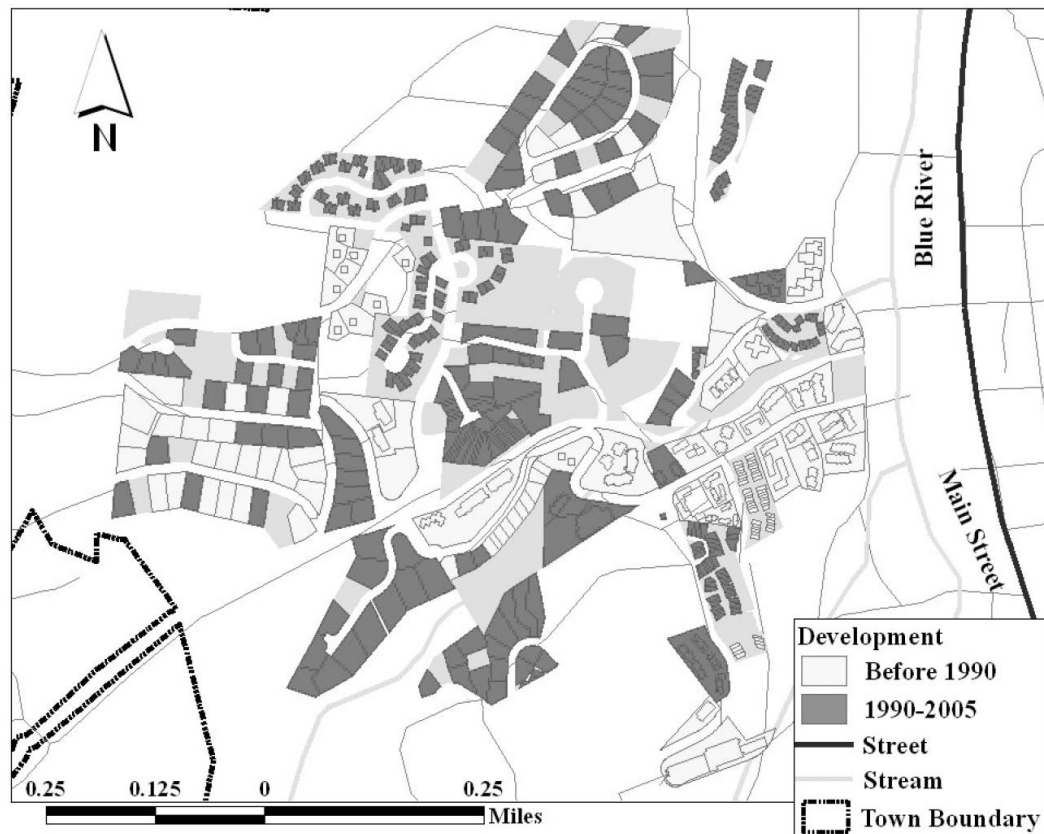 N
Blue River
Main Street
Development
Before 1990
1990-2005
Street
Stream
Town Boundary
0.25 0.125 0 0.25
Miles